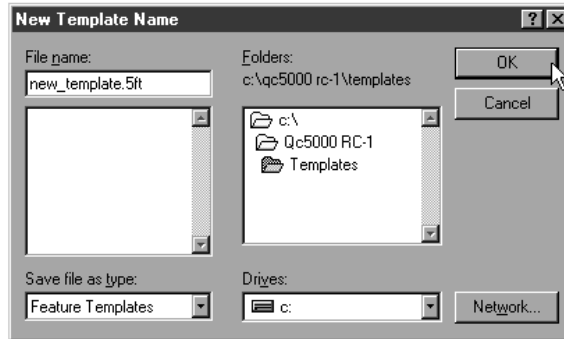 New Template Name
File name:
new_template.5ft
Folders:
c:\qc5000 rc-1\templates
c:\
Qc5000 RC-1
Templates
OK
Cancel
Save file as type:
Feature Templates
Drives:
c:
Network...